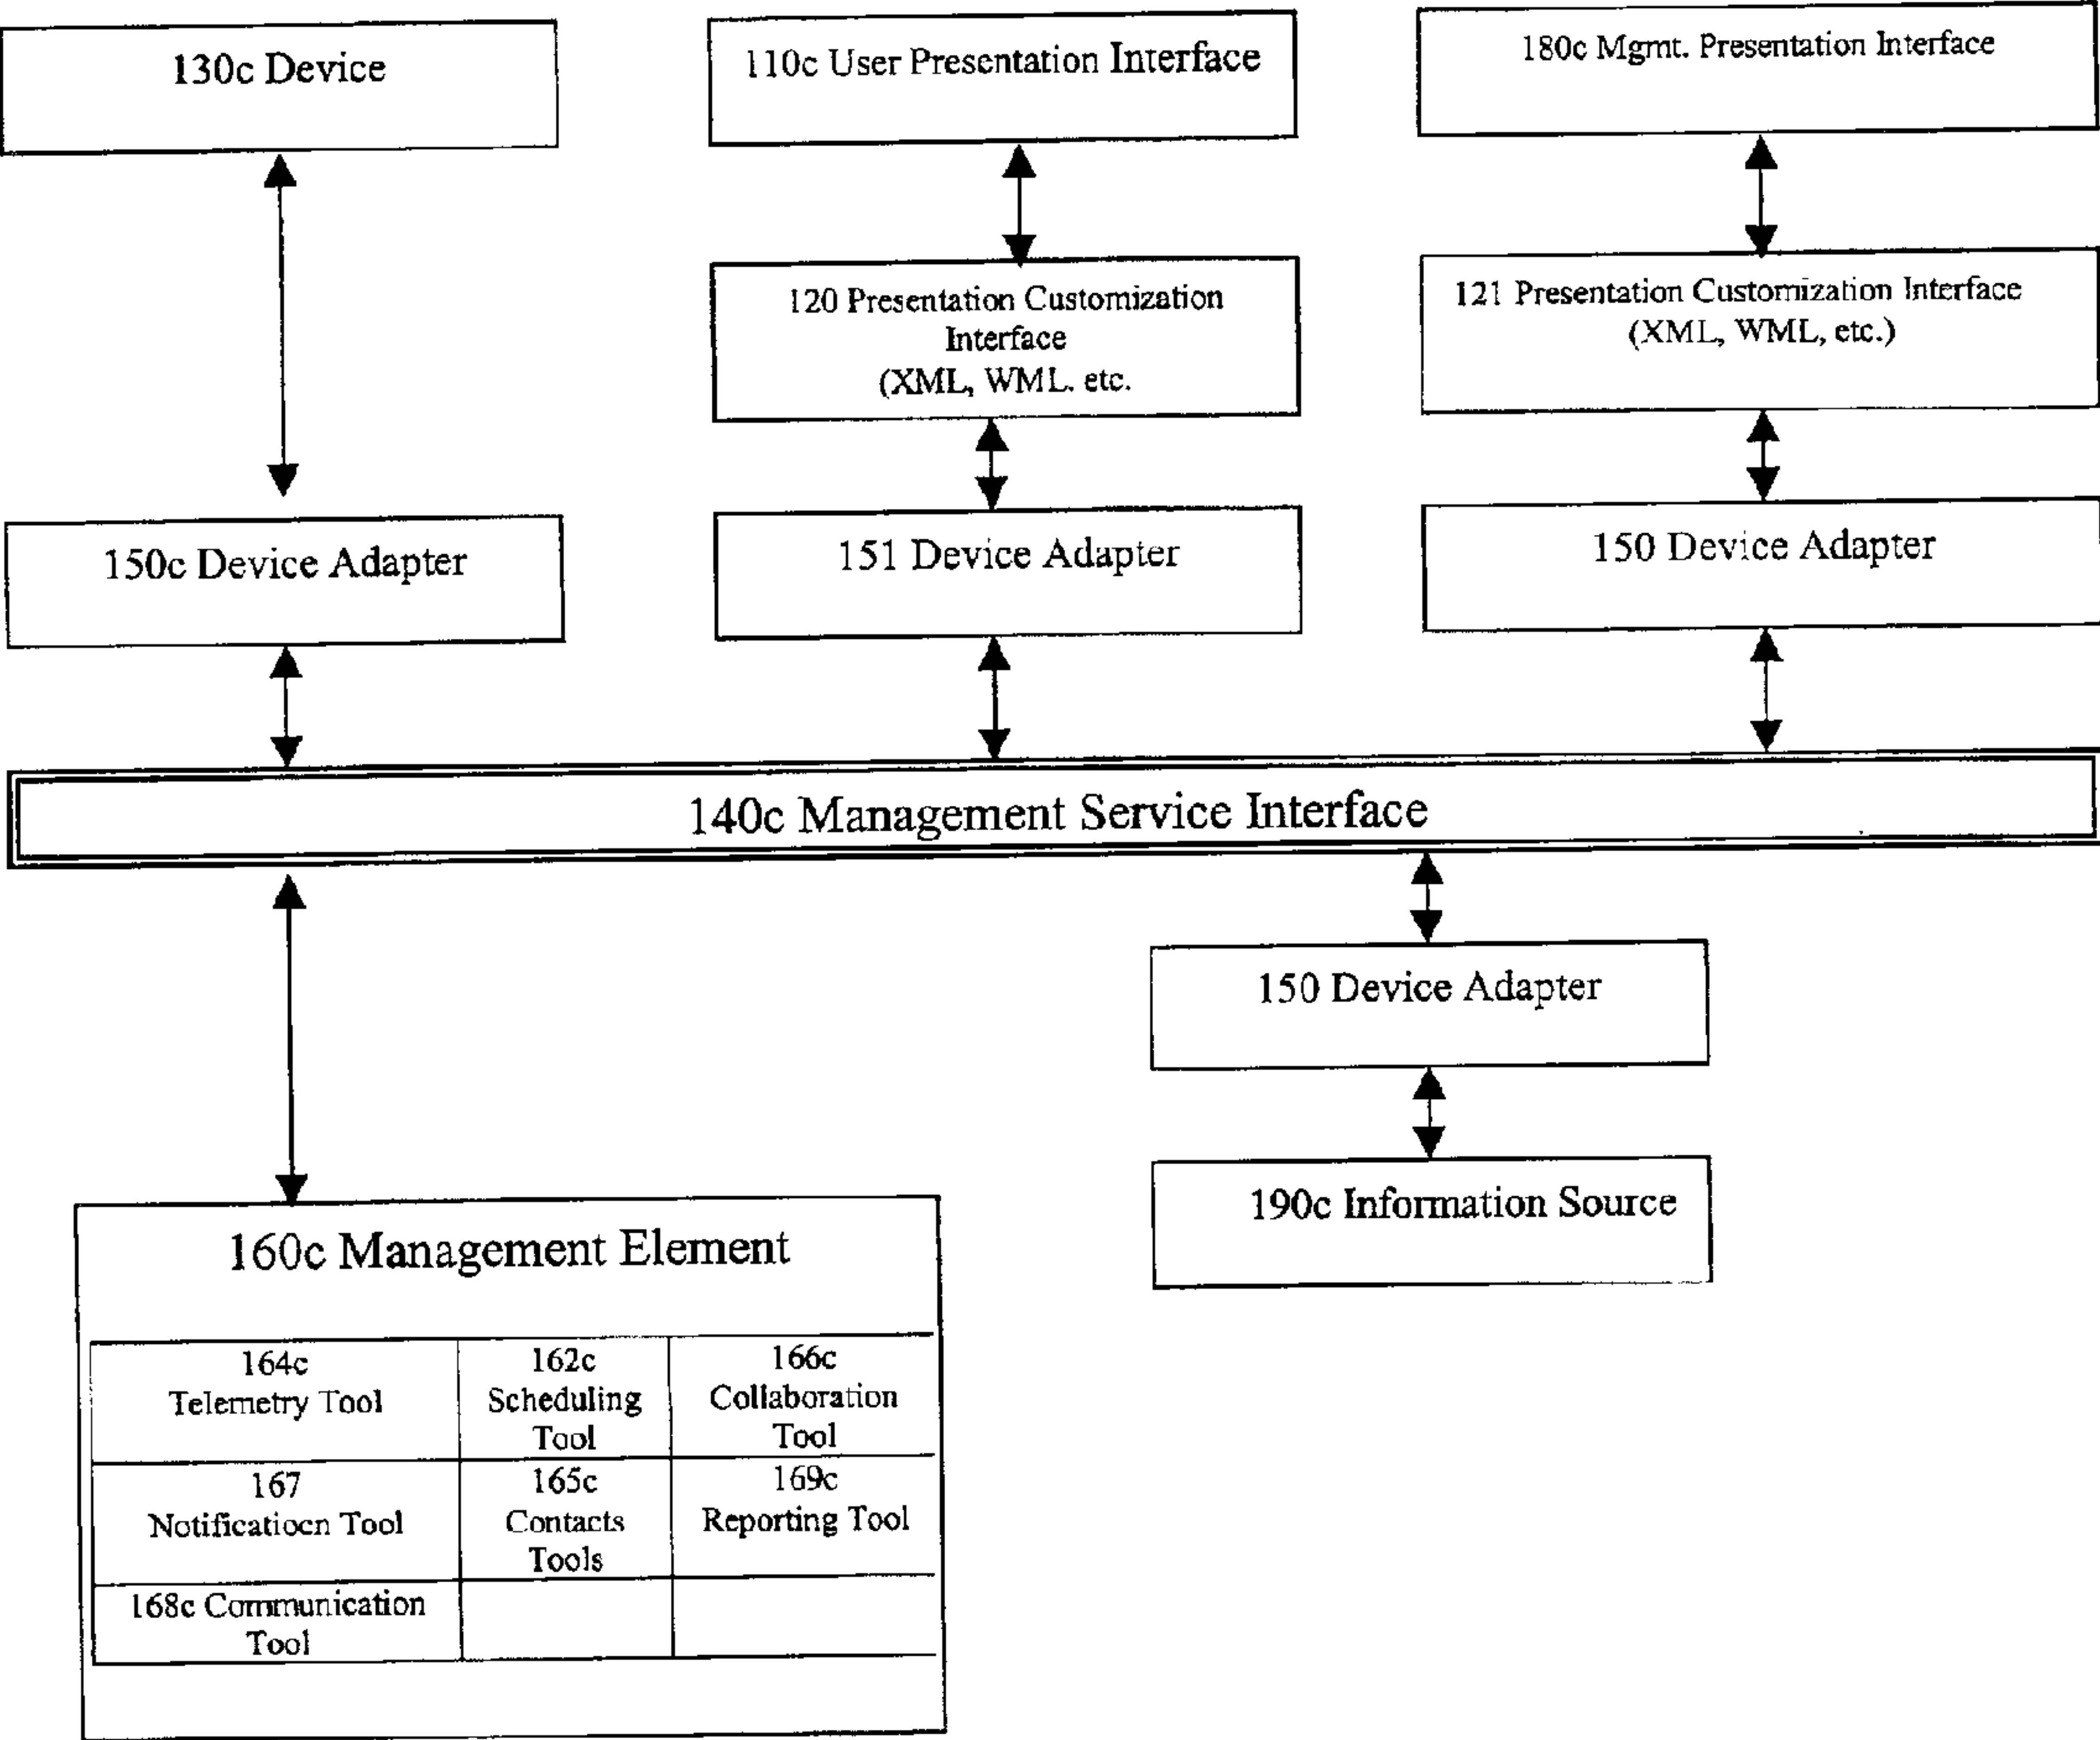 130c Device
110c User Presentation Interface
180c Mgmt. Presentation Interface
120 Presentation Customization
Interface
(XML, WML. etc.
121 Presentation Customization Interface
(XML, WML, etc.)
150c Device Adapter
151 Device Adapter
150 Device Adapter
140c Management Service Interface
150 Device Adapter
190c Information Source
160c Management Element
164c
Telemetry Tool
162c
Scheduling
Tool
166c
Collaboration
Tool
167
Notificatiocn Tool
165c
Contacts
Tools
169c
Reporting Tool
168c Communication
Tool